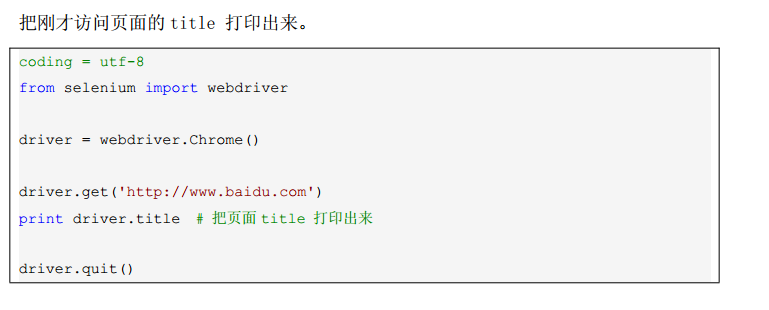 把刚才访问页面的 title 打印出来。
coding = utf-8
from selenium import webdriver
driver = webdriver.Chrome()
driver.get('http://www.baidu.com')
print driver.title # 把页面 title 打印出来
driver.quit()